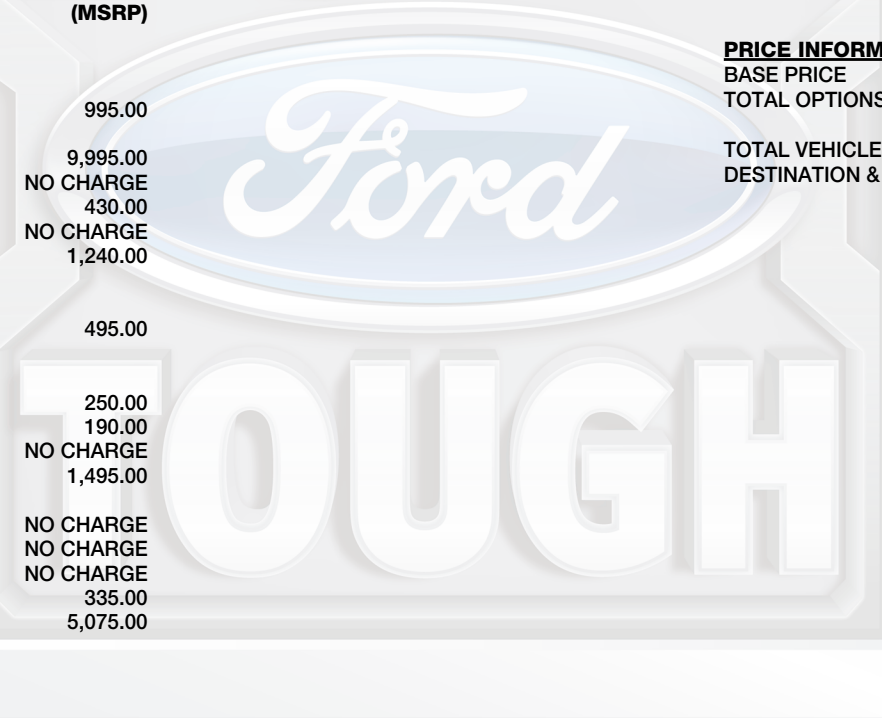 (MSRP)
995.00
9,995.00
NO CHARGE
430.00
NO CHARGE
1,240.00
495.00
250.00
190.00
NO CHARGE
1,495.00
NO CHARGE
NO CHARGE
NO CHARGE
335.00
5,075.00
PRICE INFORM
BASE PRICE
TOTAL OPTIONS
TOTAL VEHICLE
DESTINATION &
Ford
TOUGH